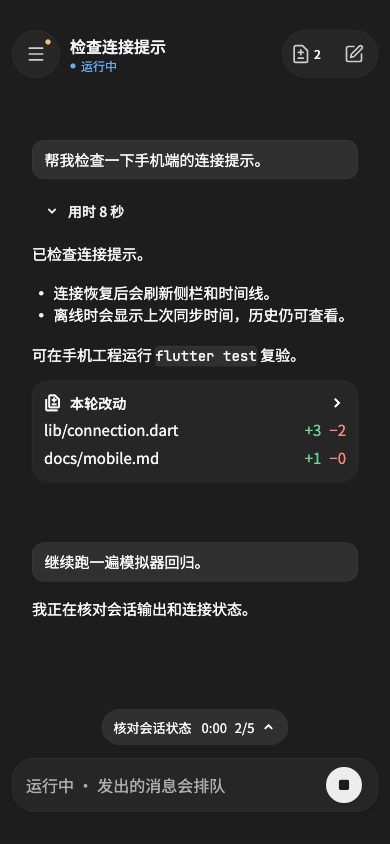 检查连接提示
运行中
2
帮我检查一下手机端的连接提示。
用时 8 秒
已检查连接提示。
• 连接恢复后会刷新侧栏和时间线。
• 离线时会显示上次同步时间，历史仍可查看。
可在手机工程运行 flutter test 复验。
本轮改动
lib/connection.dart +3 −2
docs/mobile.md +1 −0
继续跑一遍模拟器回归。
我正在核对会话输出和连接状态。
核对会话状态 0:00 2/5
运行中 · 发出的消息会排队